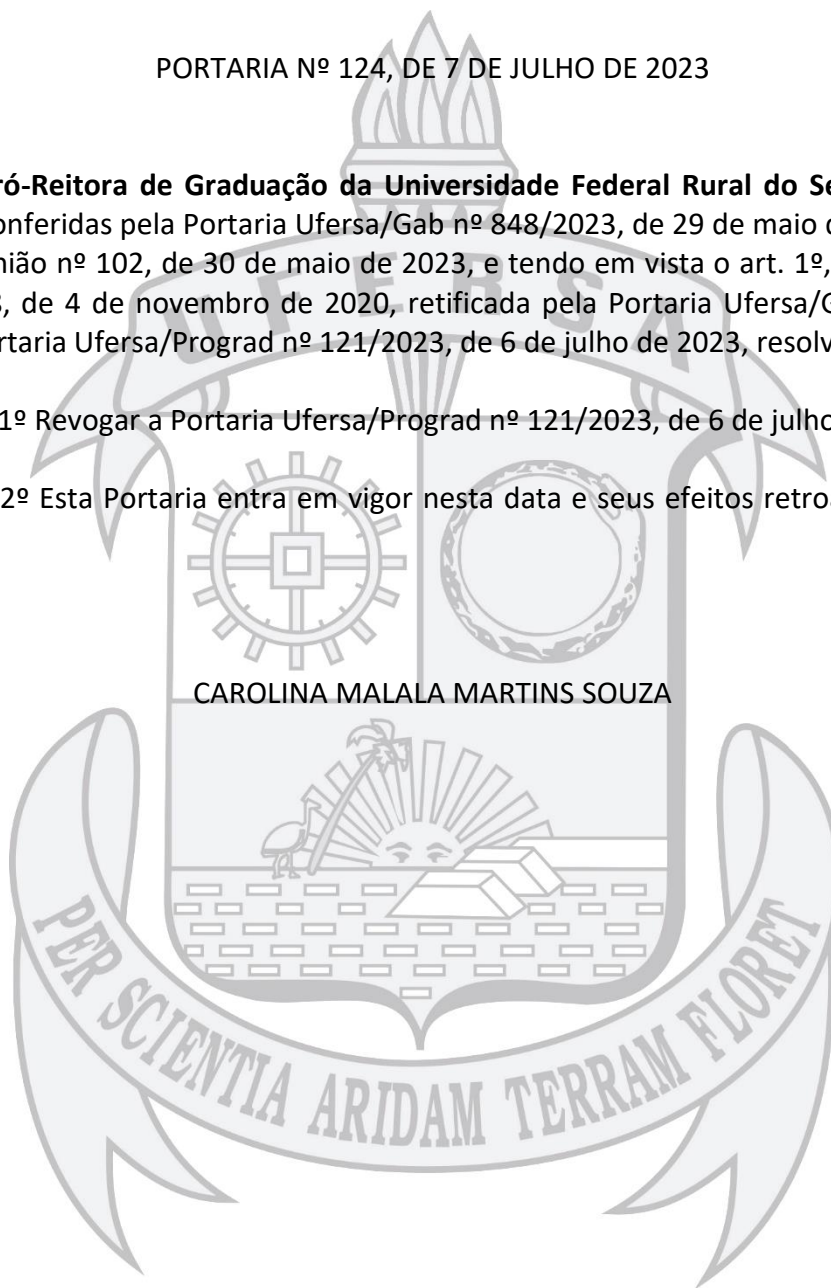 PORTARIA Nº 124, DE 7 DE JULHO DE 2023
ró-Reitora de Graduação da Universidade Federal Rural do Se
onferidas pela Portaria Ufersa/Gab nº 848/2023, de 29 de maio
nião nº 102, de 30 de maio de 2023, e tendo em vista o art. 1º,
, de 4 de novembro de 2020, retificada pela Portaria Ufersa/G
rtaria Ufersa/Prograd nº 121/2023, de 6 de julho de 2023, resolv
1º Revogar a Portaria Ufersa/Prograd nº 121/2023, de 6 de julho
2º Esta Portaria entra em vigor nesta data e seus efeitos retroa
CAROLINA MALALA MARTINS SOUZA
UFERSA
PER SCIENTIA ARIDAM TERRAM FLORET